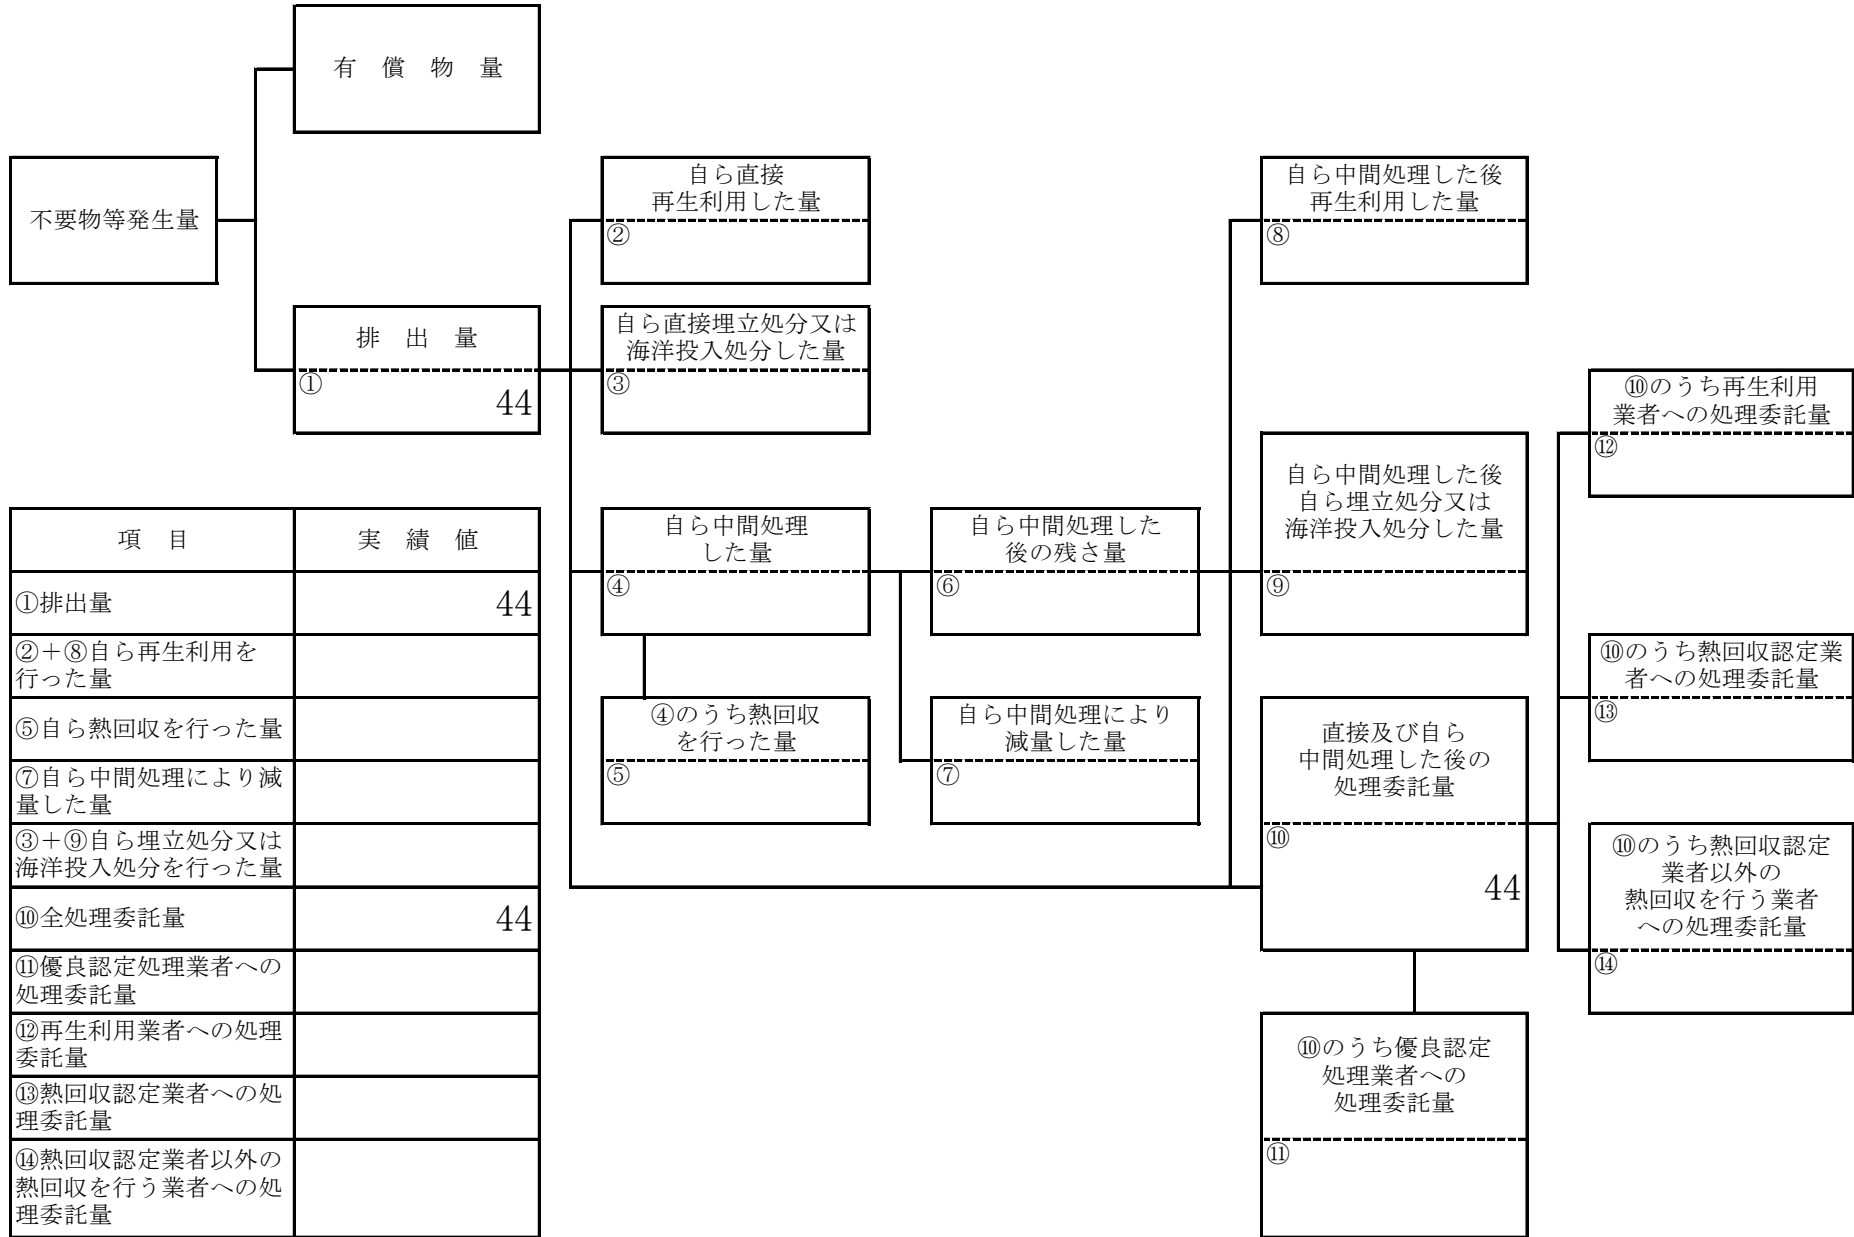 有 償 物 量
不要物等発生量
排 出 量
①
44
自ら直接
再生利用した量
②
自ら直接埋立処分又は
海洋投入処分した量
③
自ら中間処理
した量
④
④のうち熱回収
を行った量
⑤
自ら中間処理した
後の残さ量
⑥
自ら中間処理により
減量した量
⑦
自ら中間処理した後
再生利用した量
⑧
自ら中間処理した後
自ら埋立処分又は
海洋投入処分した量
⑨
直接及び自ら
中間処理した後の
処理委託量
⑩
44
⑩のうち優良認定
処理業者への
処理委託量
⑪
⑩のうち再生利用
業者への処理委託量
⑫
⑩のうち熱回収認定業
者への処理委託量
⑬
⑩のうち熱回収認定
業者以外の
熱回収を行う業者
への処理委託量
⑭
項 目 実 績 値
①排出量 44
②＋⑧自ら再生利用を
行った量
⑤自ら熱回収を行った量
⑦自ら中間処理により減
量した量
③＋⑨自ら埋立処分又は
海洋投入処分を行った量
⑩全処理委託量 44
⑪優良認定処理業者への
処理委託量
⑫再生利用業者への処理
委託量
⑬熱回収認定業者への処
理委託量
⑭熱回収認定業者以外の
熱回収を行う業者への処
理委託量